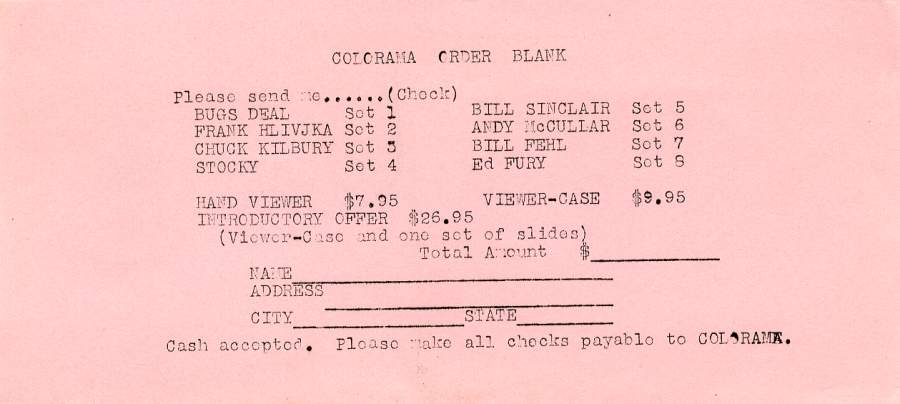 COLORAMA ORDER BLANK
Please send me......(Check)
BUGS DEAL Set 1 BILL SINCLAIR Set 5
FRANK HLIVJKA Set 2 ANDY McCULLAR Set 6
CHUCK KILBURY Set 3 BILL FEHL Set 7
STOCKY Set 4 Ed FURY Set 8
HAND VIEWER $7.95 VIEWER-CASE $9.95
INTRODUCTORY OFFER $26.95
(Viewer-Case and one set of slides)
Total Amount $
NAME
ADDRESS
CITY STATE
Cash accepted. Please make all checks payable to COLORAMA.